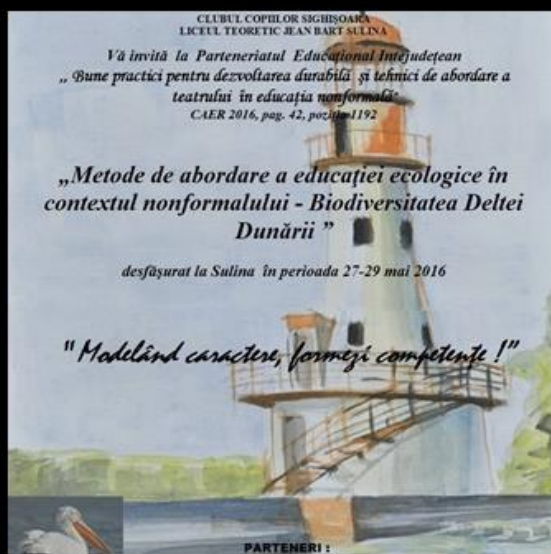 CLUBUL COPIILOR SIGHIȘOARA
LICEUL TEORETIC JEAN BART SULINA
Vă invită la Parteneriatul Educațional Intejudețean
„ Bune practici pentru dezvoltarea durabilă și tehnici de abordare a
teatrului în educația nonformală"
CAER 2016, pag. 42, poziția 1192
„Metode de abordare a educației ecologice în
contextul nonformalului - Biodiversitatea Deltei
Dunării ”
desfășurat la Sulina în perioada 27-29 mai 2016
" Modelând caractere, formezi competențe !”
PARTENERI :